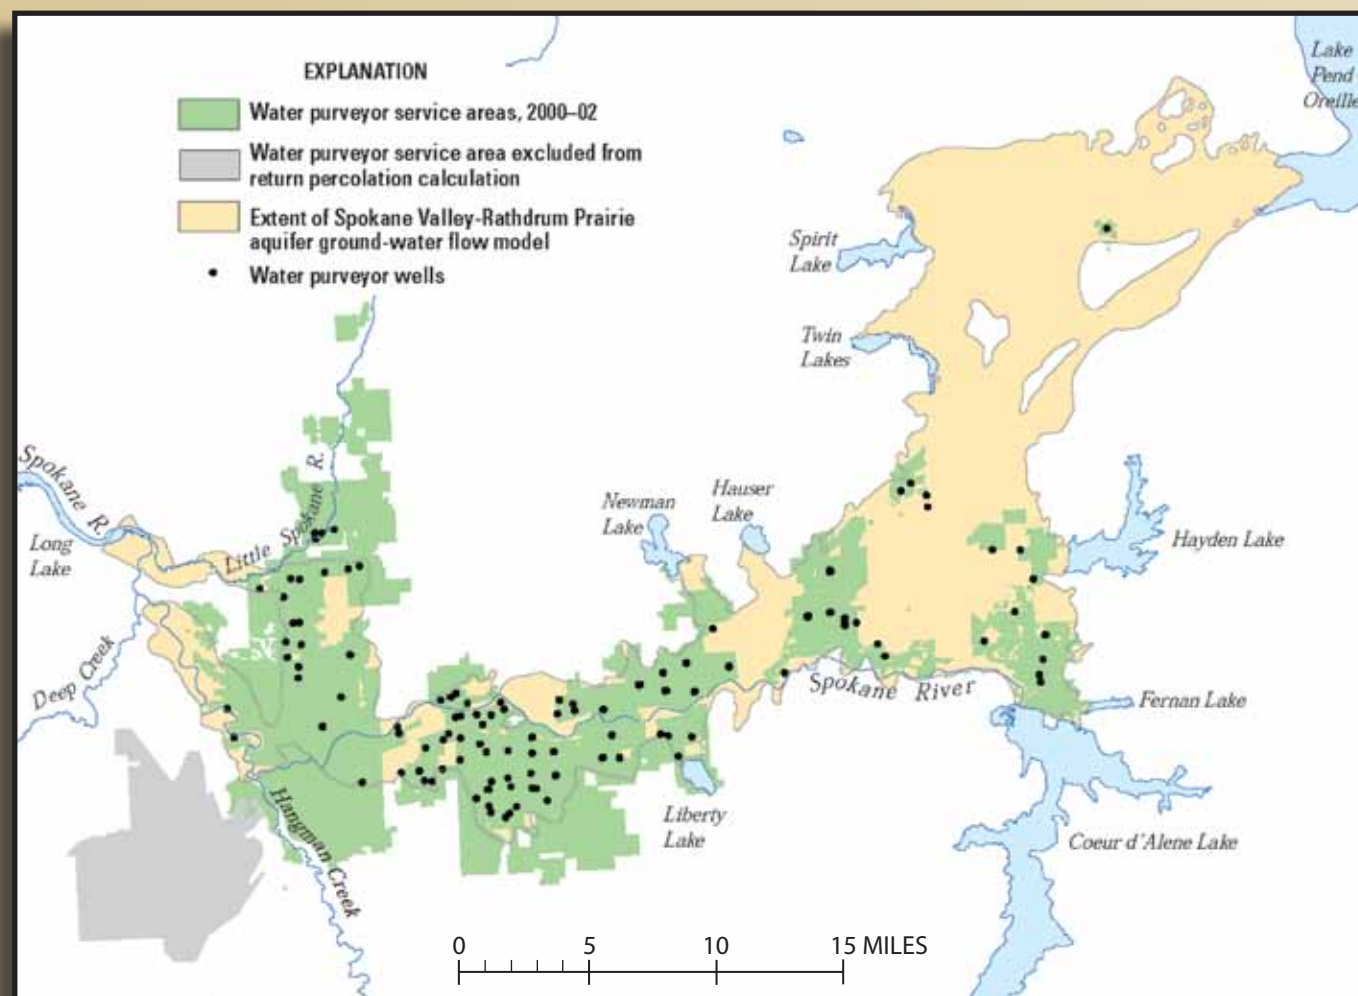 EXPLANATION
Water purveyor service areas, 2000–02
Water purveyor service area excluded from
return percolation calculation
Extent of Spokane Valley-Rathdrum Prairie
aquifer ground-water flow model
Water purveyor wells
Lake
Pend
Oreille
Spirit
Lake
Twin
Lakes
Spokane R.
Long
Lake
Little Spokane R.
Newman
Lake
Hauser
Lake
Hayden Lake
Deep Creek
Spokane River
Fernan Lake
Hangman Creek
Liberty
Lake
Coeur d'Alene Lake
0 5 10 15 MILES